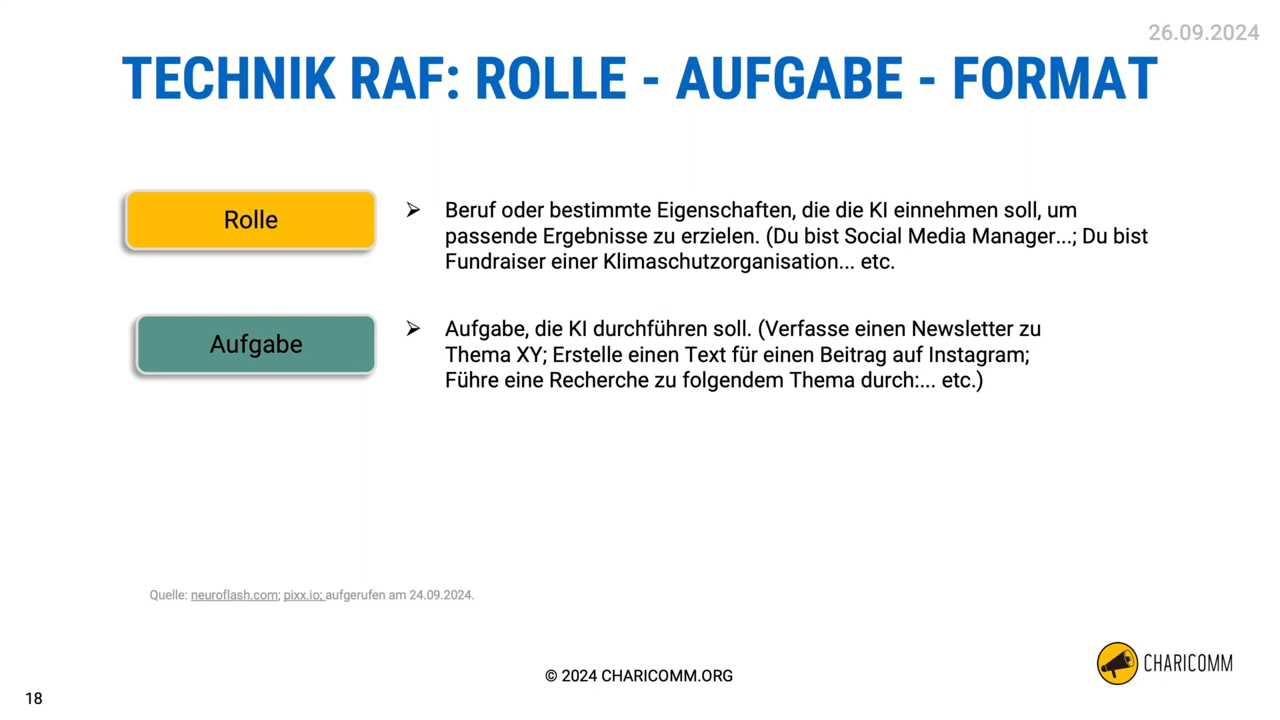 26.09.2024
TECHNIK RAF: ROLLE - AUFGABE - FORMAT
Rolle
➢ Beruf oder bestimmte Eigenschaften, die die KI einnehmen soll, um
passende Ergebnisse zu erzielen. (Du bist Social Media Manager...; Du bist
Fundraiser einer Klimaschutzorganisation... etc.
Aufgabe
➢ Aufgabe, die KI durchführen soll. (Verfasse einen Newsletter zu
Thema XY; Erstelle einen Text für einen Beitrag auf Instagram;
Führe eine Recherche zu folgendem Thema durch:... etc.)
Quelle: neuroflash.com; pixx.io; aufgerufen am 24.09.2024.
CHARICOMM
© 2024 CHARICOMM.ORG
18